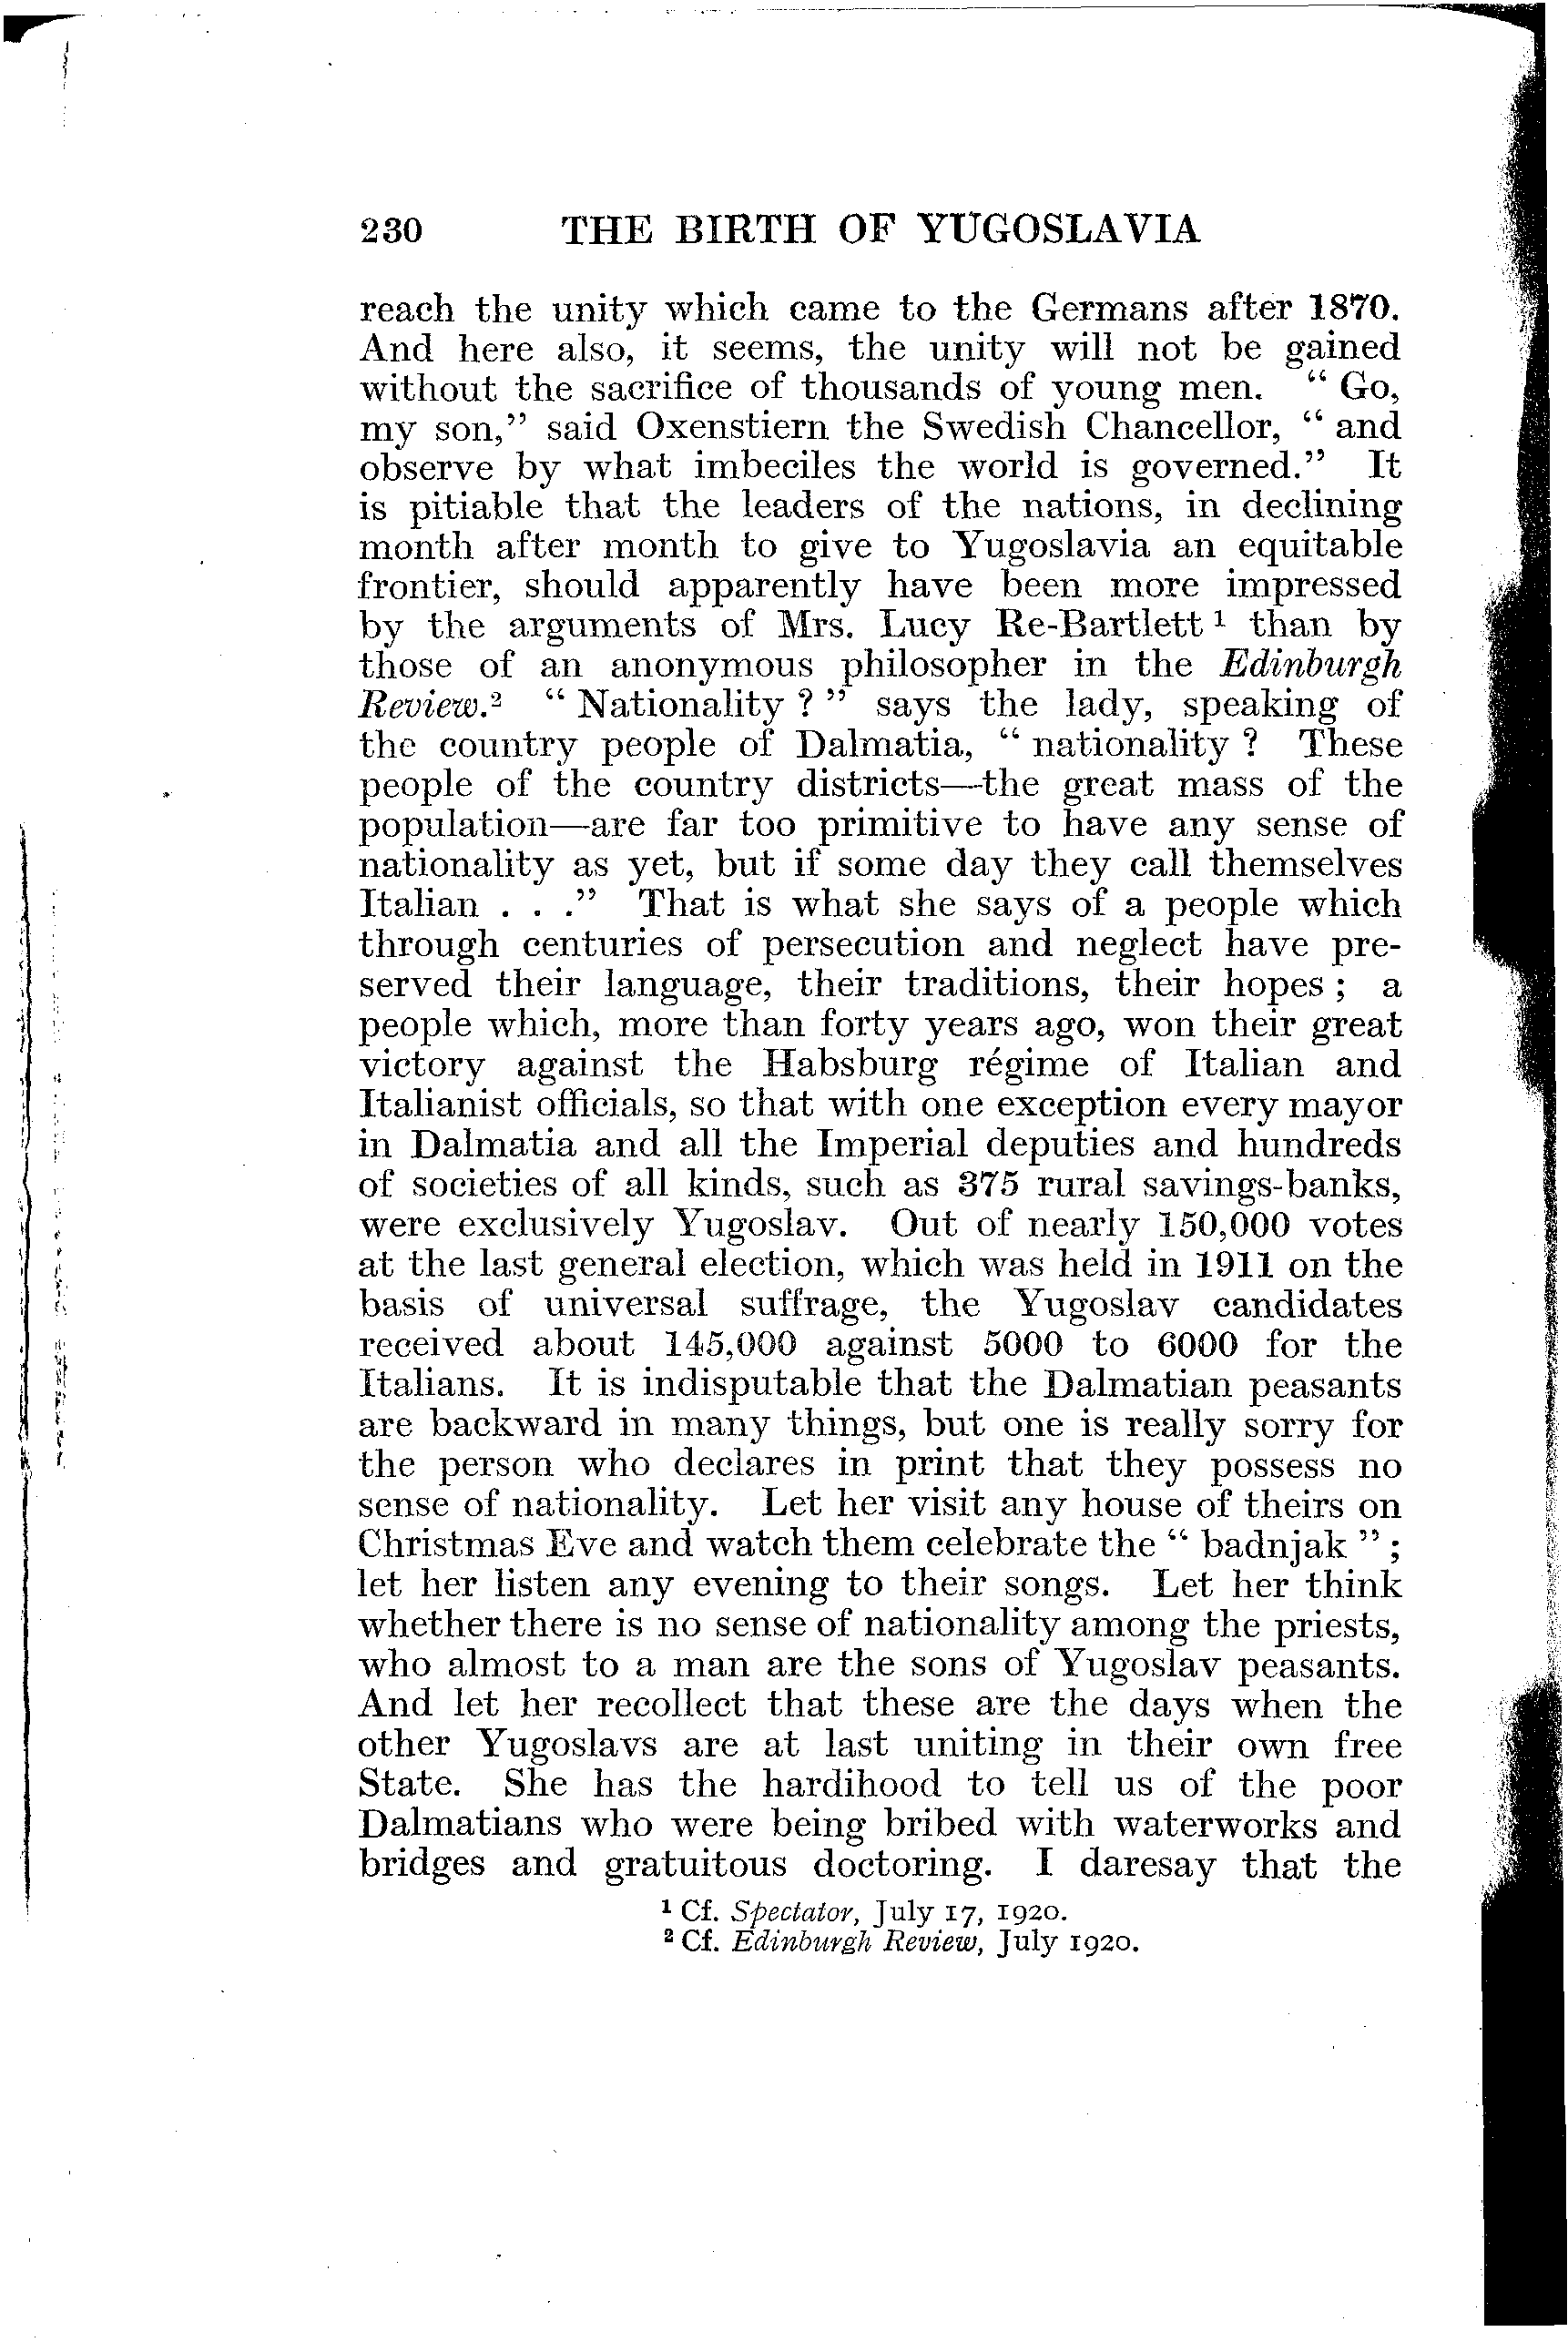 230 THE BIRTH OF YUGOSLAVIA
reach the unity which came to the Germans after 1870.
And here also, it seems, the unity will not be gained
without the sacrifice of thousands of young men. “ Go,
my son,” said Oxenstiern the Swedish Chancellor, “ and
observe by what imbeciles the world is governed.” It
is pitiable that the leaders of the nations, in declining
month after month to give to Yugoslavia an equitable
frontier, should apparently have been more impressed
by the arguments of Mrs. Lucy Re-Bartlett ¹ than by
those of an anonymous philosopher in the Edinburgh
Review.² “ Nationality ? ” says the lady, speaking of
the country people of Dalmatia, “ nationality ? These
people of the country districts—the great mass of the
population—are far too primitive to have any sense of
nationality as yet, but if some day they call themselves
Italian . . .” That is what she says of a people which
through centuries of persecution and neglect have pre-
served their language, their traditions, their hopes ; a
people which, more than forty years ago, won their great
victory against the Habsburg régime of Italian and
Italianist officials, so that with one exception every mayor
in Dalmatia and all the Imperial deputies and hundreds
of societies of all kinds, such as 375 rural savings-banks,
were exclusively Yugoslav. Out of nearly 150,000 votes
at the last general election, which was held in 1911 on the
basis of universal suffrage, the Yugoslav candidates
received about 145,000 against 5000 to 6000 for the
Italians. It is indisputable that the Dalmatian peasants
are backward in many things, but one is really sorry for
the person who declares in print that they possess no
sense of nationality. Let her visit any house of theirs on
Christmas Eve and watch them celebrate the “ badnjak ” ;
let her listen any evening to their songs. Let her think
whether there is no sense of nationality among the priests,
who almost to a man are the sons of Yugoslav peasants.
And let her recollect that these are the days when the
other Yugoslavs are at last uniting in their own free
State. She has the hardihood to tell us of the poor
Dalmatians who were being bribed with waterworks and
bridges and gratuitous doctoring. I daresay that the
¹ Cf. Spectator, July 17, 1920.
² Cf. Edinburgh Review, July 1920.